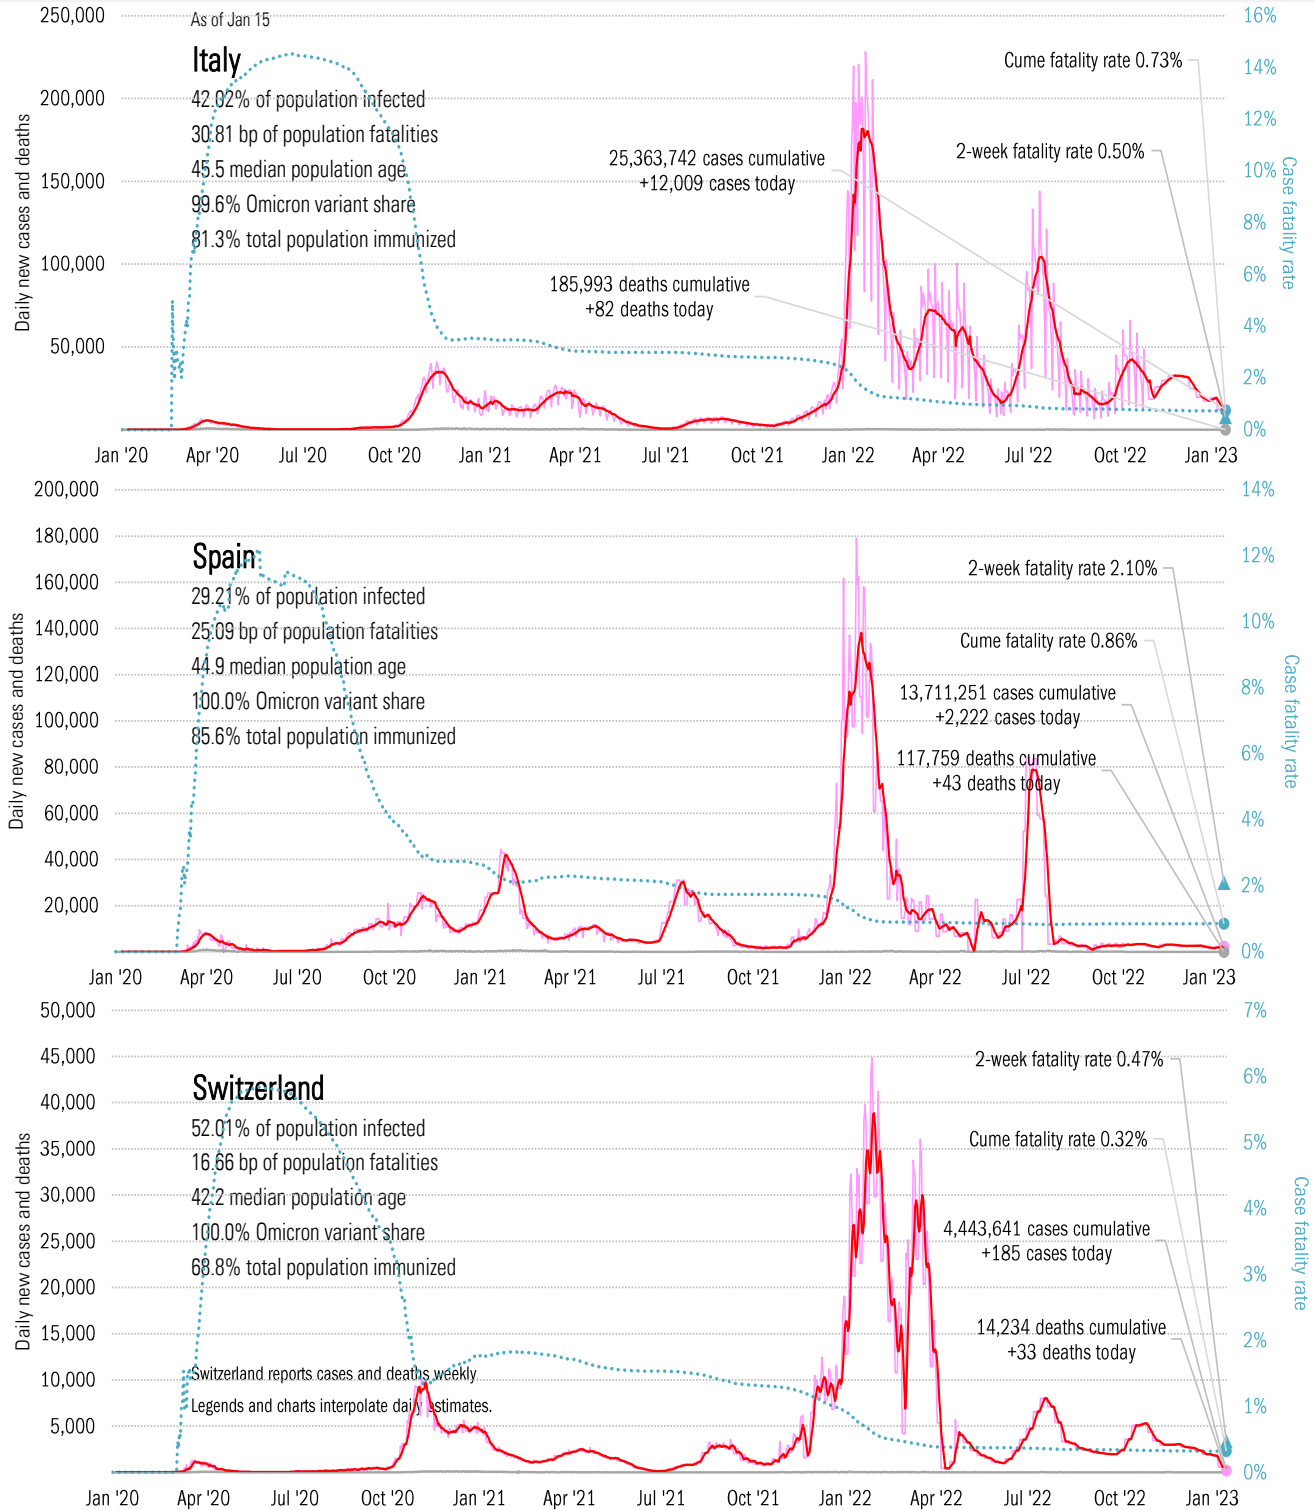 As of Jan 15
Italy
42.02% of population infected
30.81 bp of population fatalities
45.5 median population age
99.6% Omicron variant share
81.3% total population immunized
Cume fatality rate 0.73%
2-week fatality rate 0.50%
25,363,742 cases cumulative
+12,009 cases today
185,993 deaths cumulative
+82 deaths today
Daily new cases and deaths
250,000
200,000
150,000
100,000
50,000
Case fatality rate
16%
14%
12%
10%
8%
6%
4%
2%
0%
Jan '20 Apr '20 Jul '20 Oct '20 Jan '21 Apr '21 Jul '21 Oct '21 Jan '22 Apr '22 Jul '22 Oct '22 Jan '23
Spain
29.21% of population infected
25.09 bp of population fatalities
44.9 median population age
100.0% Omicron variant share
85.6% total population immunized
2-week fatality rate 2.10%
Cume fatality rate 0.86%
13,711,251 cases cumulative
+2,222 cases today
117,759 deaths cumulative
+43 deaths today
Daily new cases and deaths
200,000
180,000
160,000
140,000
120,000
100,000
80,000
60,000
40,000
20,000
Case fatality rate
14%
12%
10%
8%
6%
4%
2%
0%
Jan '20 Apr '20 Jul '20 Oct '20 Jan '21 Apr '21 Jul '21 Oct '21 Jan '22 Apr '22 Jul '22 Oct '22 Jan '23
Switzerland
52.01% of population infected
16.66 bp of population fatalities
42.2 median population age
100.0% Omicron variant share
68.8% total population immunized
Switzerland reports cases and deaths weekly
Legends and charts interpolate daily estimates.
2-week fatality rate 0.47%
Cume fatality rate 0.32%
4,443,641 cases cumulative
+185 cases today
14,234 deaths cumulative
+33 deaths today
Daily new cases and deaths
50,000
45,000
40,000
35,000
30,000
25,000
20,000
15,000
10,000
5,000
Case fatality rate
7%
6%
5%
4%
3%
2%
1%
0%
Jan '20 Apr '20 Jul '20 Oct '20 Jan '21 Apr '21 Jul '21 Oct '21 Jan '22 Apr '22 Jul '22 Oct '22 Jan '23